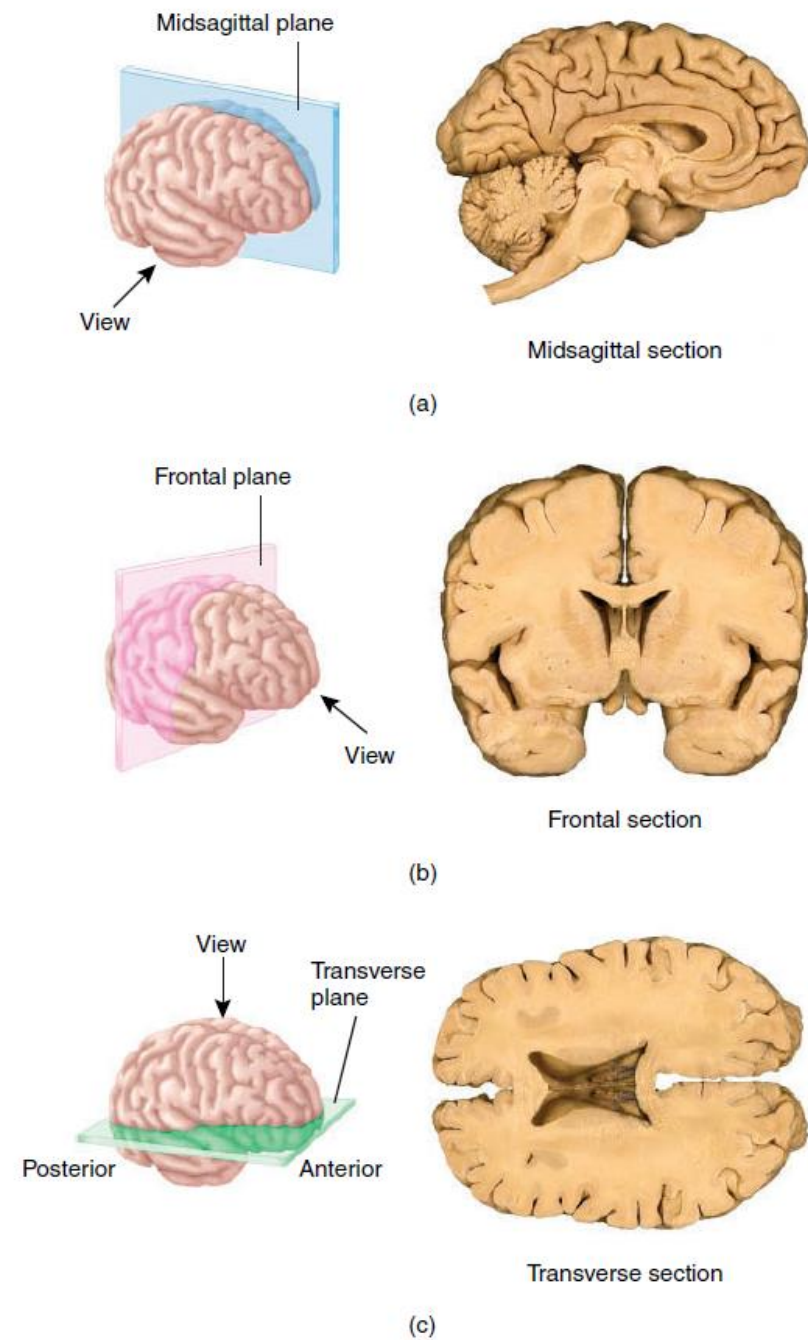 Midsagittal plane
View
Midsagittal section
(a)
Frontal plane
View
Frontal section
(b)
View
Transverse
plane
Posterior
Anterior
Transverse section
(c)